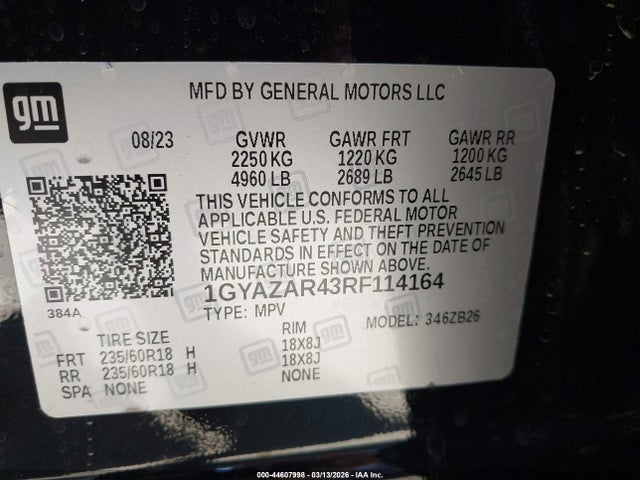 gm
MFD BY GENERAL MOTORS LLC
08/23 GVWR GAWR FRT GAWR RR
2250 KG 1220 KG 1200 KG
4960 LB 2689 LB 2645 LB
THIS VEHICLE CONFORMS TO ALL
APPLICABLE U.S. FEDERAL MOTOR
VEHICLE SAFETY AND THEFT PREVENTION
STANDARDS IN EFFECT ON THE DATE OF
MANUFACTURE SHOWN ABOVE.
384A 1GYAZAR43RF114164
TYPE: MPV MODEL: 346ZB26
TIRE SIZE RIM
FRT 235/60R18 H 18X8J
RR 235/60R18 H 18X8J
SPA NONE NONE
000-44607998 — 03/13/2026 — IAA Inc.